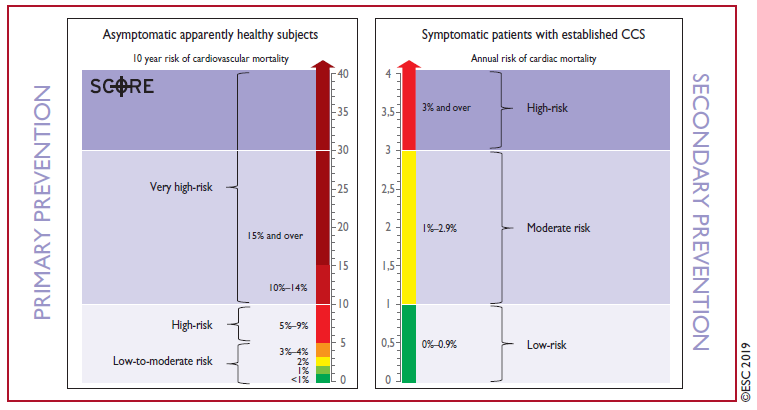 PRIMARY PREVENTION
Asymptomatic apparently healthy subjects
10 year risk of cardiovascular mortality
SCORE
40
35
30
Very high-risk
25
20
15% and over
15
10%–14%
10
High-risk
5%–9%
5
3%–4%
Low-to-moderate risk
2%
1%
<1%
0
Symptomatic patients with established CCS
Annual risk of cardiac mortality
4
3,5
3% and over
High-risk
3
2,5
2
1%–2.9%
Moderate risk
1,5
1
0,5
0%–0.9%
Low-risk
0
SECONDARY PREVENTION
©ESC 2019